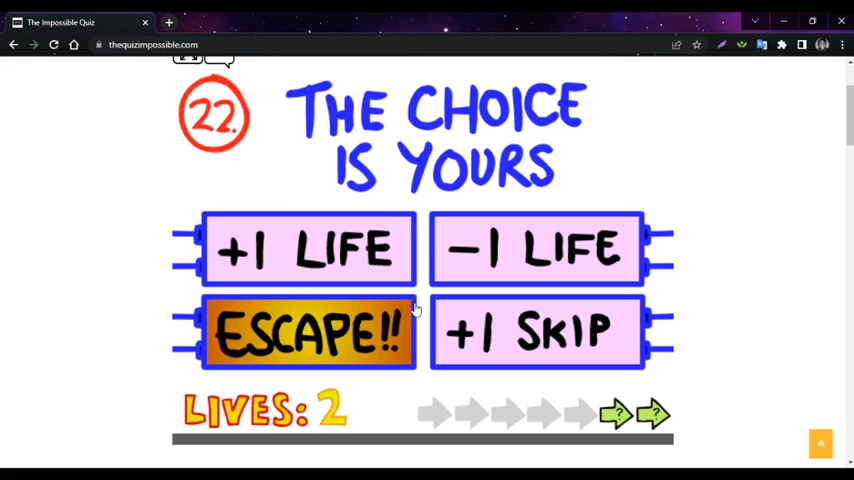 The Impossible Quiz
thequizimpossible.com
22.
THE CHOICE
IS YOURS
+1 LIFE
-1 LIFE
ESCAPE!!
+1 SKIP
LIVES: 2
? ?